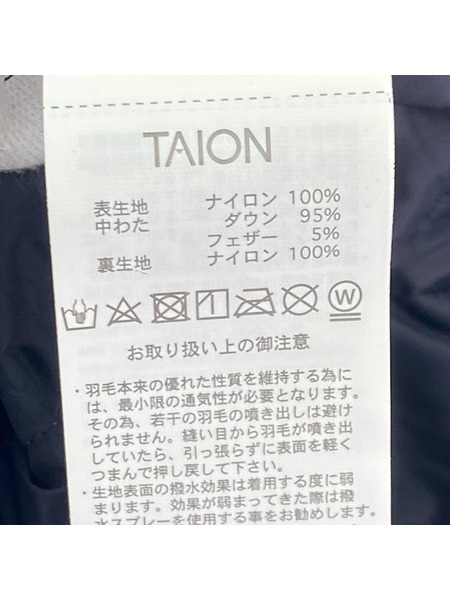 TAION
表生地 ナイロン 100%
中わた ダウン 95%
フェザー 5%
裏生地 ナイロン 100%
W
お取り扱い上の御注意
・羽毛本来の優れた性質を維持する為に
は、最小限の通気性が必要となります。
その為、若干の羽毛の噴き出しは避け
られません。縫い目から羽毛が噴き出
していたら、引っ張らずに表面を軽く
つまんで押し戻して下さい。
・生地表面の撥水効果は着用する度に弱
まります。効果が弱まってきた際は撥
水スプレーを使用する事をお勧めします。